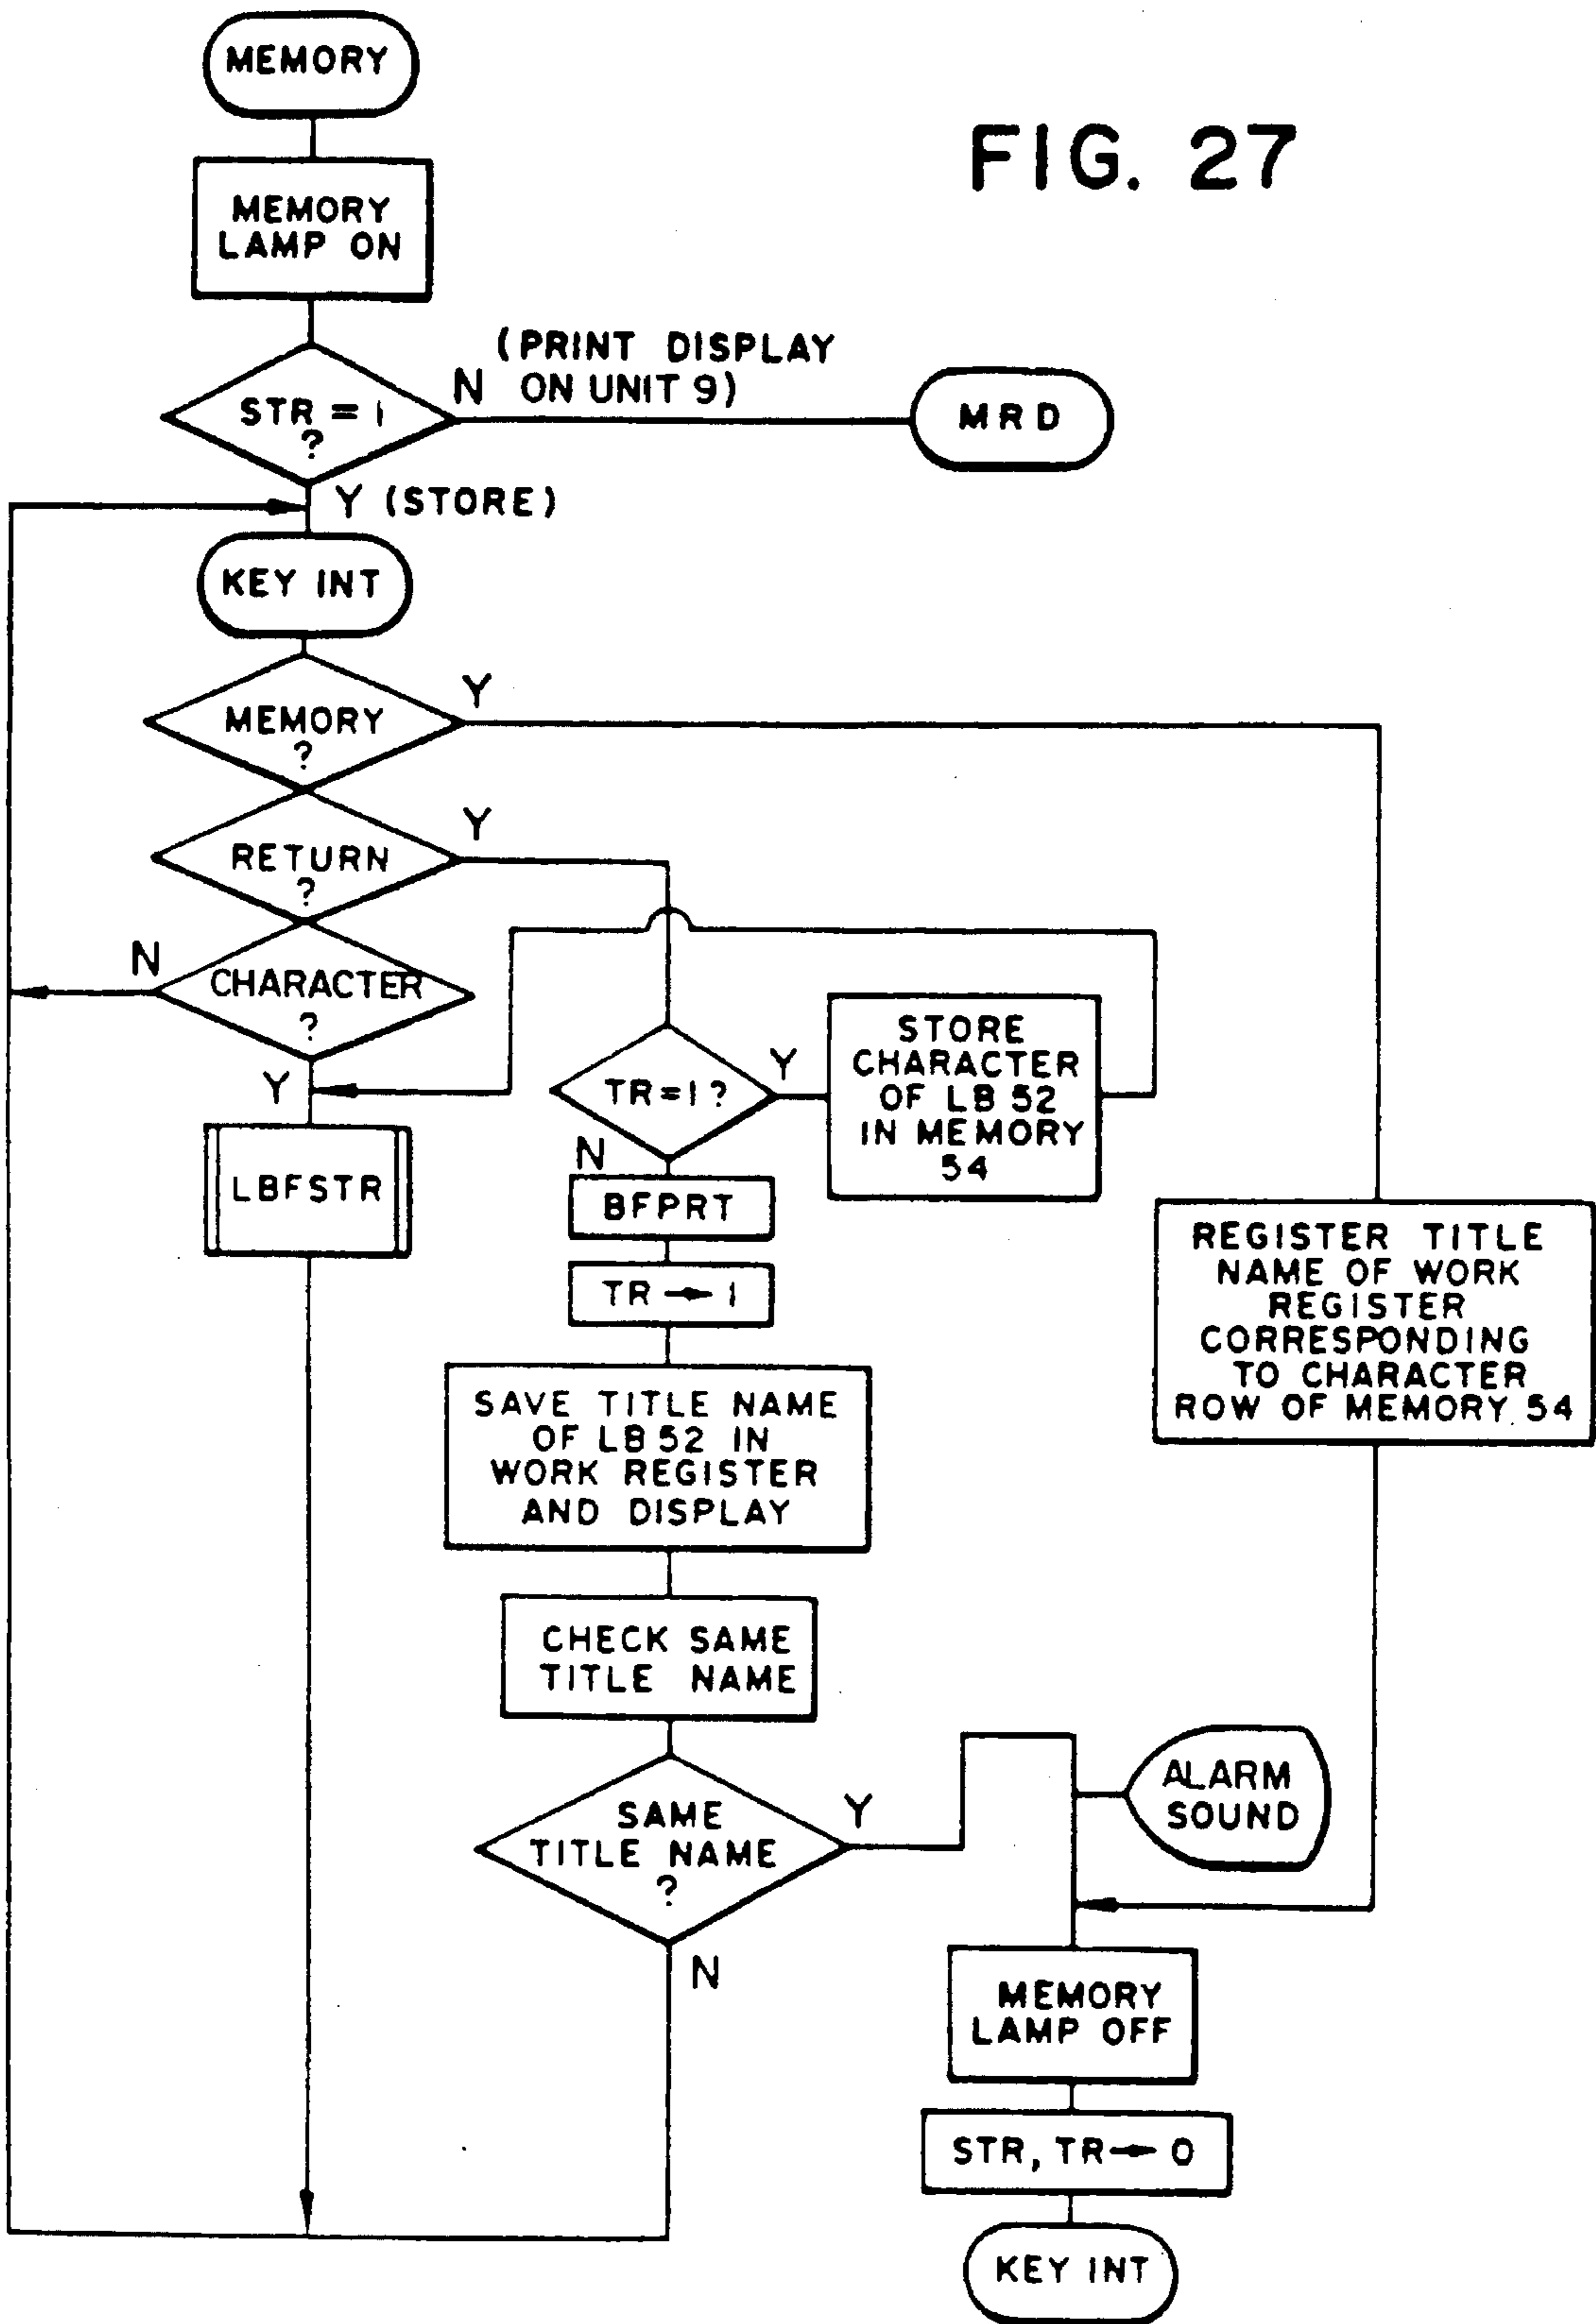 MEMORY
FIG. 27
MEMORY
LAMP ON
(PRINT DISPLAY
N ON UNIT 9)
STR = 1
?
MRD
Y (STORE)
KEY INT
Y
MEMORY
?
Y
RETURN
?
N
CHARACTER
?
Y
TR = 1 ?
Y
N
STORE
CHARACTER
OF LB 52
IN MEMORY
54
LBFSTR
BFPRT
TR → 1
REGISTER TITLE
NAME OF WORK
REGISTER
CORRESPONDING
TO CHARACTER
ROW OF MEMORY 54
SAVE TITLE NAME
OF LB 52 IN
WORK REGISTER
AND DISPLAY
CHECK SAME
TITLE NAME
SAME
TITLE NAME
?
Y
ALARM
SOUND
N
MEMORY
LAMP OFF
STR, TR → 0
KEY INT